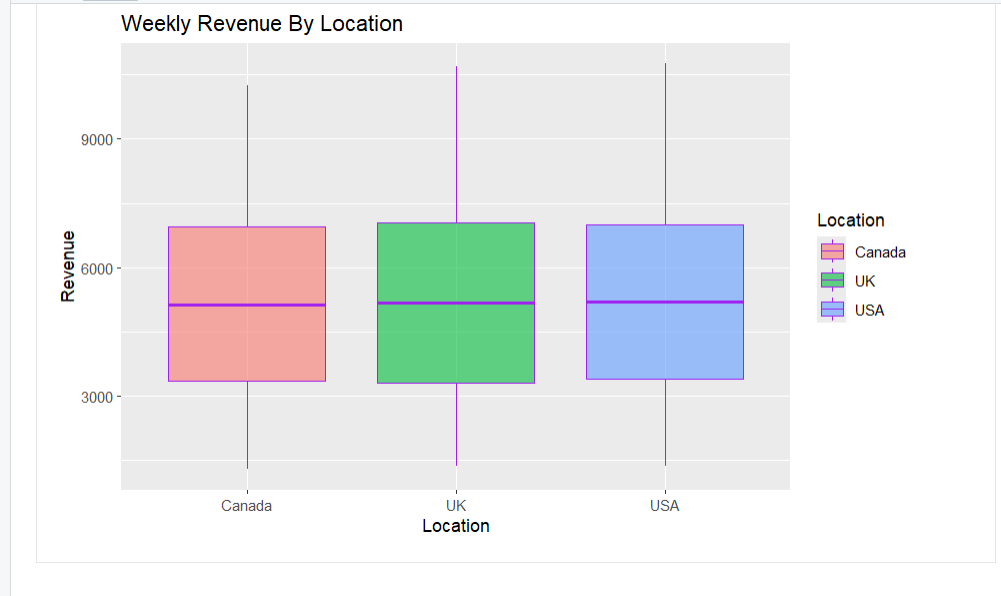 Weekly Revenue By Location
Revenue
9000
6000
3000
Canada UK USA
Location
Location
Canada
UK
USA